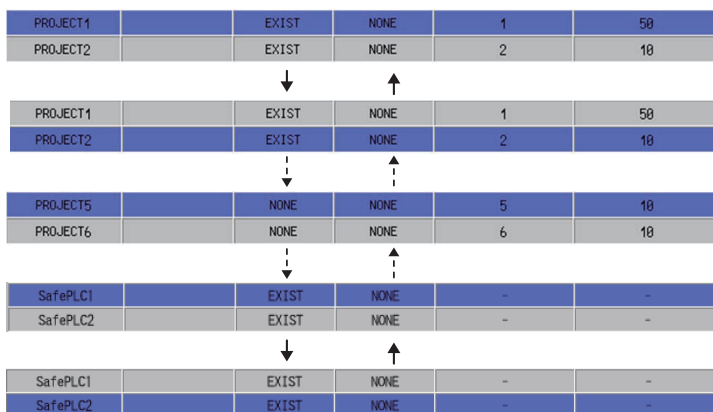 PROJECT1 EXIST NONE 1 50
PROJECT2 EXIST NONE 2 10
PROJECT1 EXIST NONE 1 50
PROJECT2 EXIST NONE 2 10
PROJECT5 NONE NONE 5 10
PROJECT6 NONE NONE 6 10
SafePLC1 EXIST NONE - -
SafePLC2 EXIST NONE - -
SafePLC1 EXIST NONE - -
SafePLC2 EXIST NONE - -